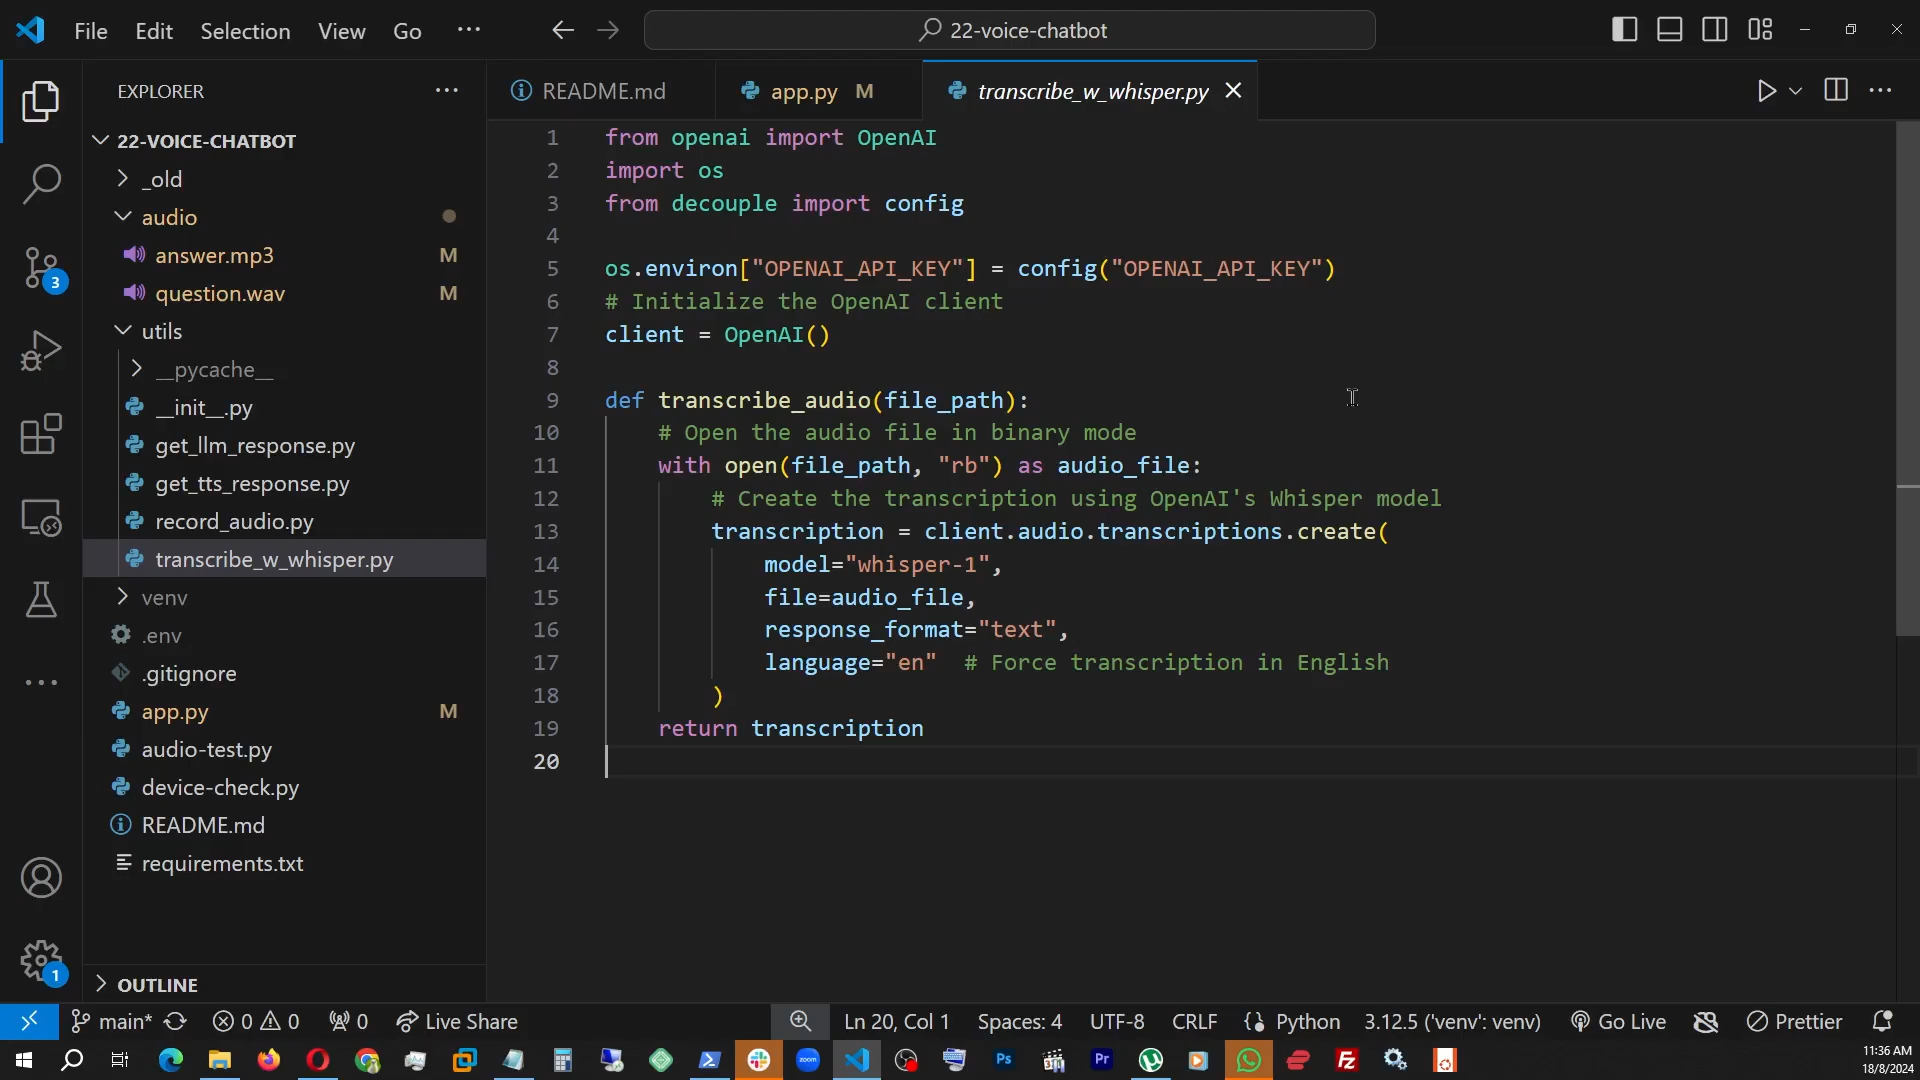 File Edit Selection View Go ··· 22-voice-chatbot
EXPLORER
22-VOICE-CHATBOT
_old
audio
answer.mp3 M
question.wav M
utils
__pycache__
__init__.py
get_llm_response.py
get_tts_response.py
record_audio.py
transcribe_w_whisper.py
venv
.env
.gitignore
app.py M
audio-test.py
device-check.py
README.md
requirements.txt
OUTLINE
3
1
README.md app.py M transcribe_w_whisper.py
1 from openai import OpenAI
2 import os
3 from decouple import config
4
5 os.environ["OPENAI_API_KEY"] = config("OPENAI_API_KEY")
6 # Initialize the OpenAI client
7 client = OpenAI()
8
9 def transcribe_audio(file_path):
10     # Open the audio file in binary mode
11     with open(file_path, "rb") as audio_file:
12         # Create the transcription using OpenAI's Whisper model
13         transcription = client.audio.transcriptions.create(
14             model="whisper-1",
15             file=audio_file,
16             response_format="text",
17             language="en"  # Force transcription in English
18         )
19     return transcription
20
main* 0 0 0 Live Share Ln 20, Col 1 Spaces: 4 UTF-8 CRLF Python 3.12.5 ('venv': venv) Go Live Prettier
zoom Ps Pr Fz 11:36 AM
18/8/2024